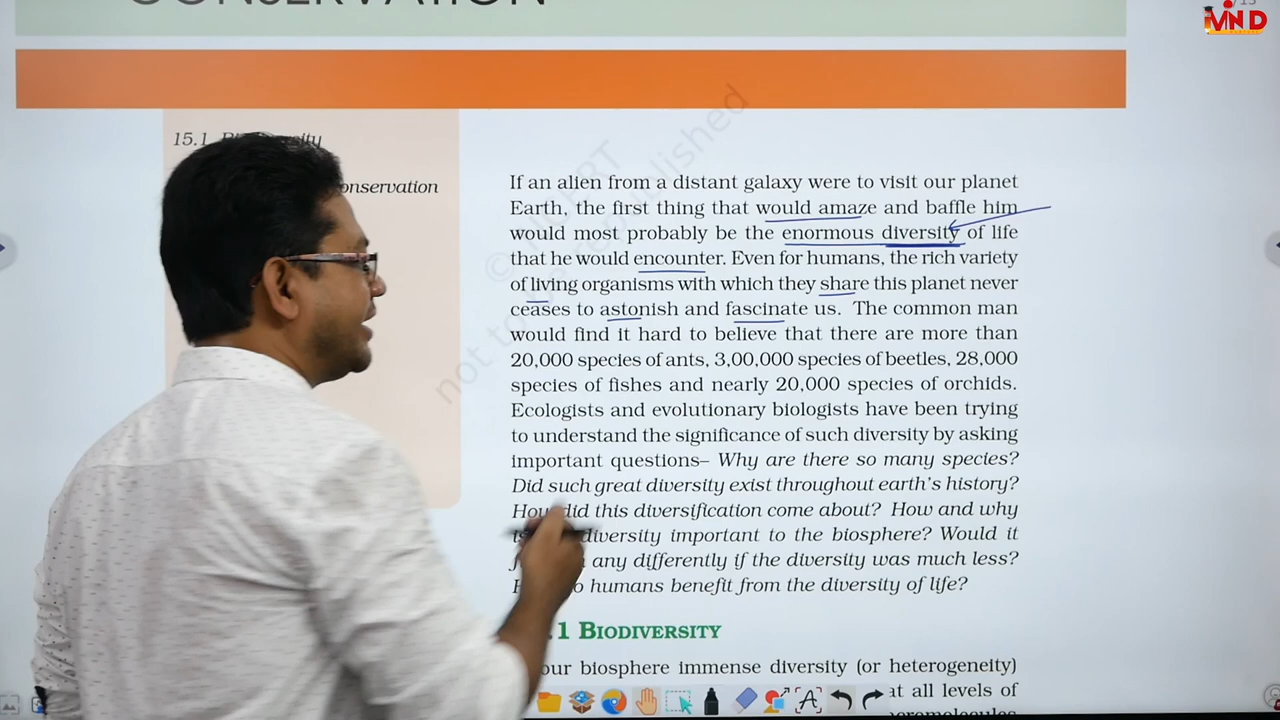 CONSERVATION
/13
iVIND
15.1 Biodiversity
onservation
If an alien from a distant galaxy were to visit our planet
Earth, the first thing that would amaze and baffle him
would most probably be the enormous diversity of life
that he would encounter. Even for humans, the rich variety
of living organisms with which they share this planet never
ceases to astonish and fascinate us. The common man
would find it hard to believe that there are more than
20,000 species of ants, 3,00,000 species of beetles, 28,000
species of fishes and nearly 20,000 species of orchids.
Ecologists and evolutionary biologists have been trying
to understand the significance of such diversity by asking
important questions– Why are there so many species?
Did such great diversity exist throughout earth's history?
How did this diversification come about? How and why
diversity important to the biosphere? Would it
any differently if the diversity was much less?
o humans benefit from the diversity of life?
.1 BIODIVERSITY
our biosphere immense diversity (or heterogeneity)
at all levels of
not to be republished